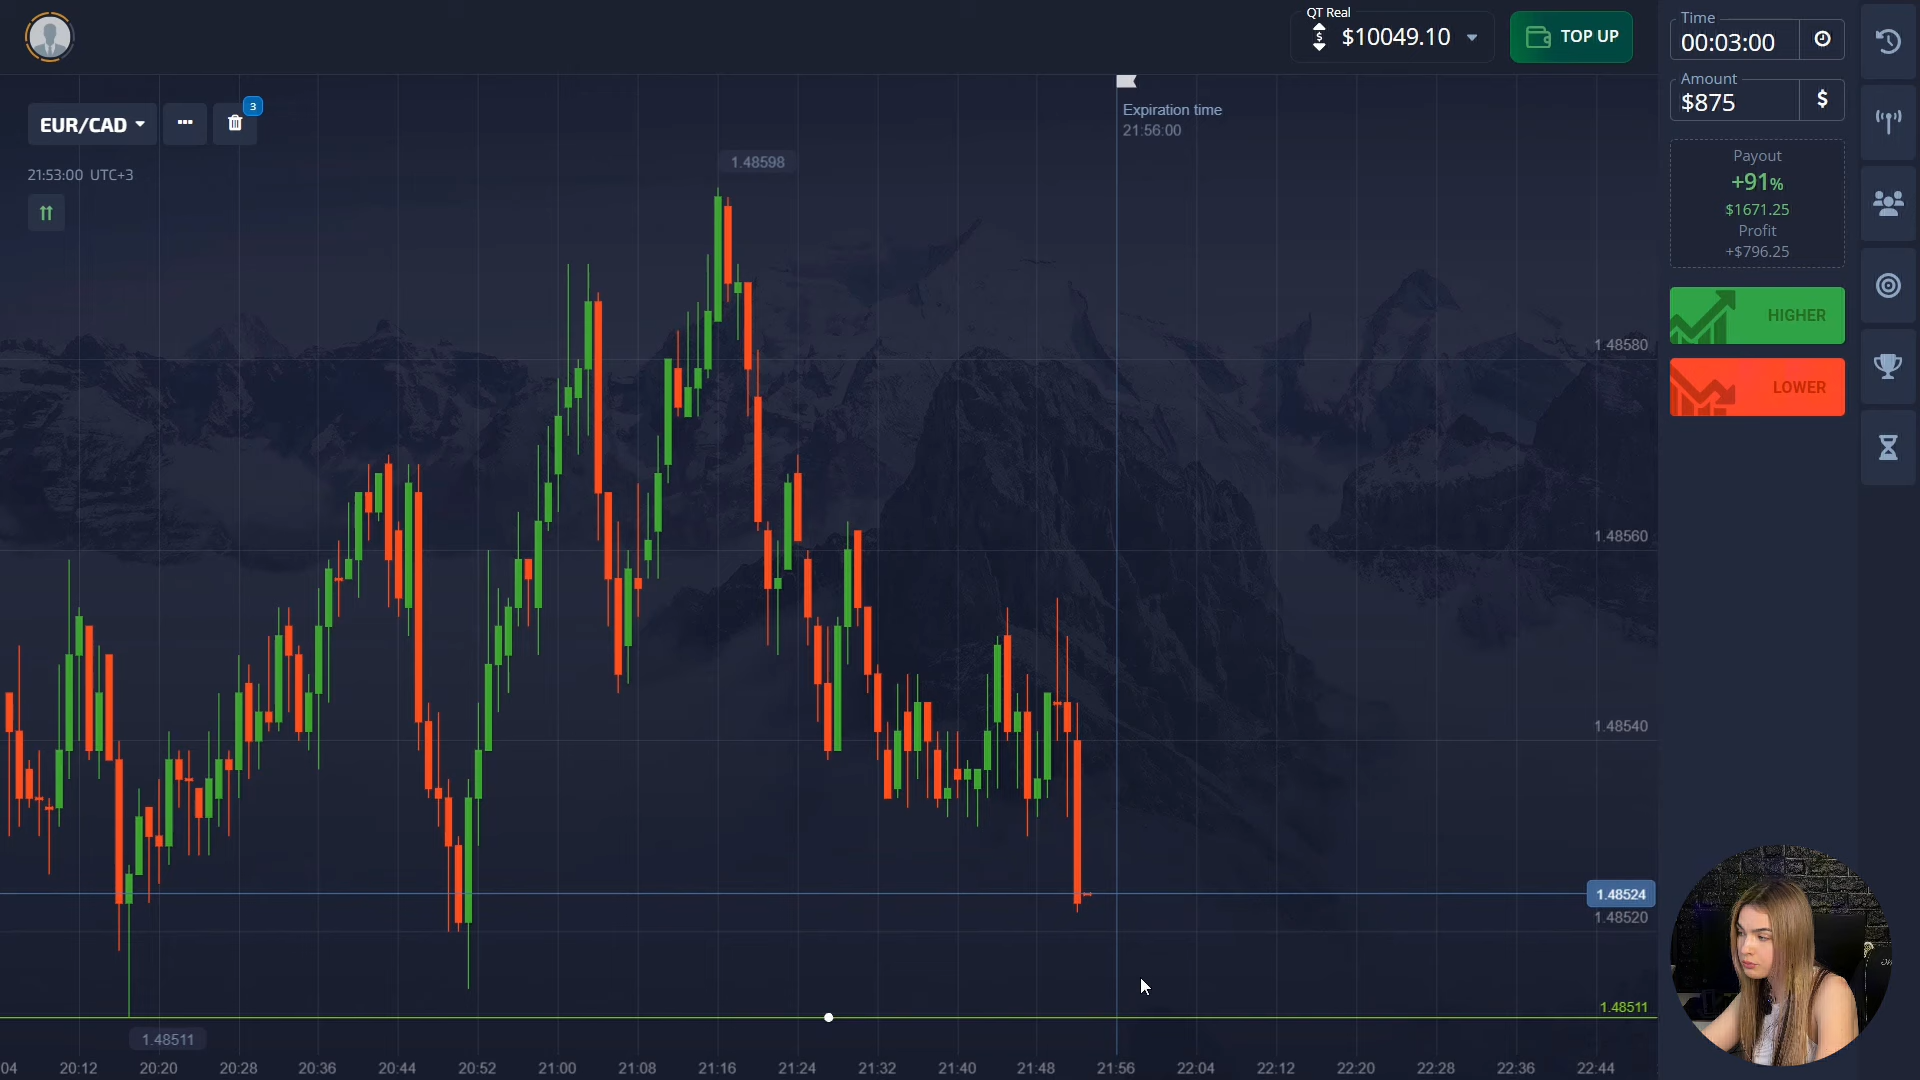 QT Real
$
$10049.10
TOP UP
Time
00:03:00
Amount
$875
$
Payout
+91%
$1671.25
Profit
+$796.25
HIGHER
LOWER
EUR/CAD
3
21:53:00 UTC+3
Expiration time
21:56:00
1.48598
1.48580
1.48560
1.48540
1.48524
1.48520
1.48511
1.48511
04 20:12 20:20 20:28 20:36 20:44 20:52 21:00 21:08 21:16 21:24 21:32 21:40 21:48 21:56 22:04 22:12 22:20 22:28 22:36 22:44